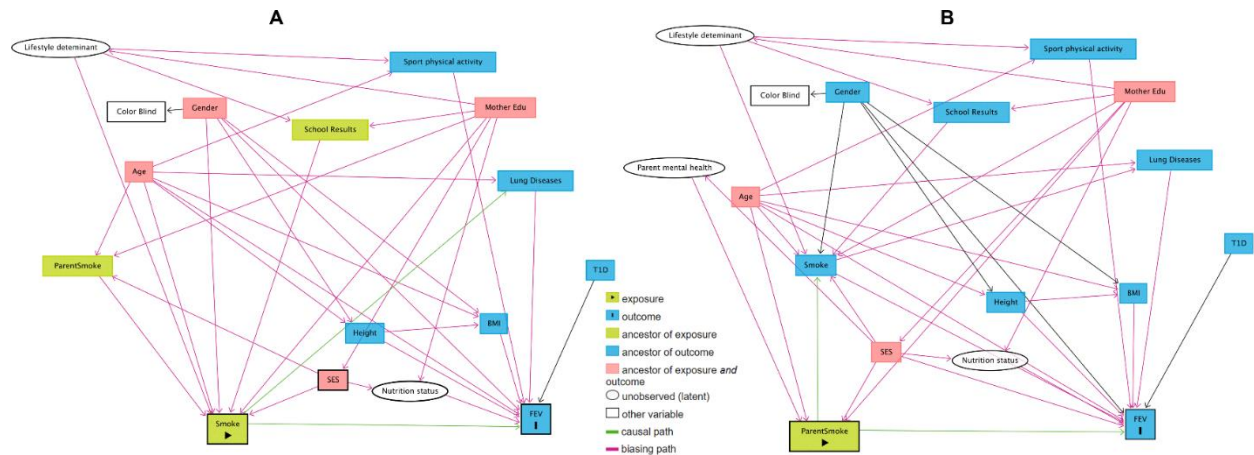 A
Lifestyle deteminant
Sport physical activity
Color Blind
Gender
Mother Edu
School Results
Age
Lung Diseases
ParentSmoke
T1D
Height
BMI
SES
Nutrition status
Smoke
FEV
exposure
outcome
ancestor of exposure
ancestor of outcome
ancestor of exposure and
outcome
unobserved (latent)
other variable
causal path
biasing path
B
Lifestyle deteminant
Sport physical activity
Color Blind
Gender
Mother Edu
School Results
Parent mental health
Lung Diseases
Age
T1D
Smoke
Height
BMI
SES
Nutrition status
ParentSmoke
FEV